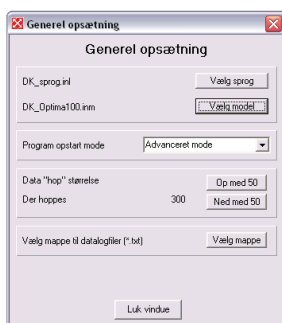 Generel opsætning
Generel opsætning
DK_sprog.inl
Vælg sprog
DK_Optima100.inm
Vælg model
Program opstart mode
Advanceret mode
Data "hop" størrelse
Op med 50
Der hoppes
300
Ned med 50
Vælg mappe til datalogfiler (*.txt)
Vælg mappe
Luk vindue